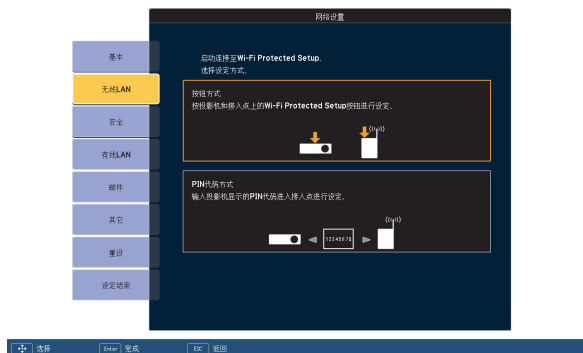 网络设置
基本
无线LAN
安全
有线LAN
邮件
其它
重设
设定结束
启动连接至Wi-Fi Protected Setup.
选择设定方式.
按钮方式
按投影机和接入点上的Wi-Fi Protected Setup按钮进行设定.
PIN代码方式
输入投影机显示的PIN代码进入接入点进行设定.
12345678
选择
Enter 完成
ESC 返回